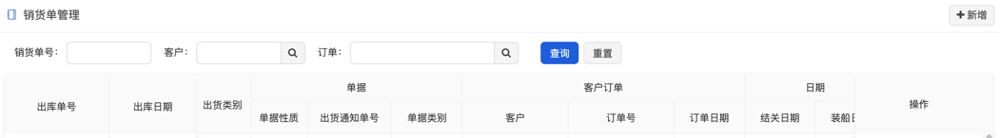 销货单管理
新增
销货单号：
客户：
订单：
查询
重置
出库单号
出库日期
出货类别
单据
客户订单
日期
操作
单据性质
出货通知单号
单据类别
客户
订单号
订单日期
结关日期
装船